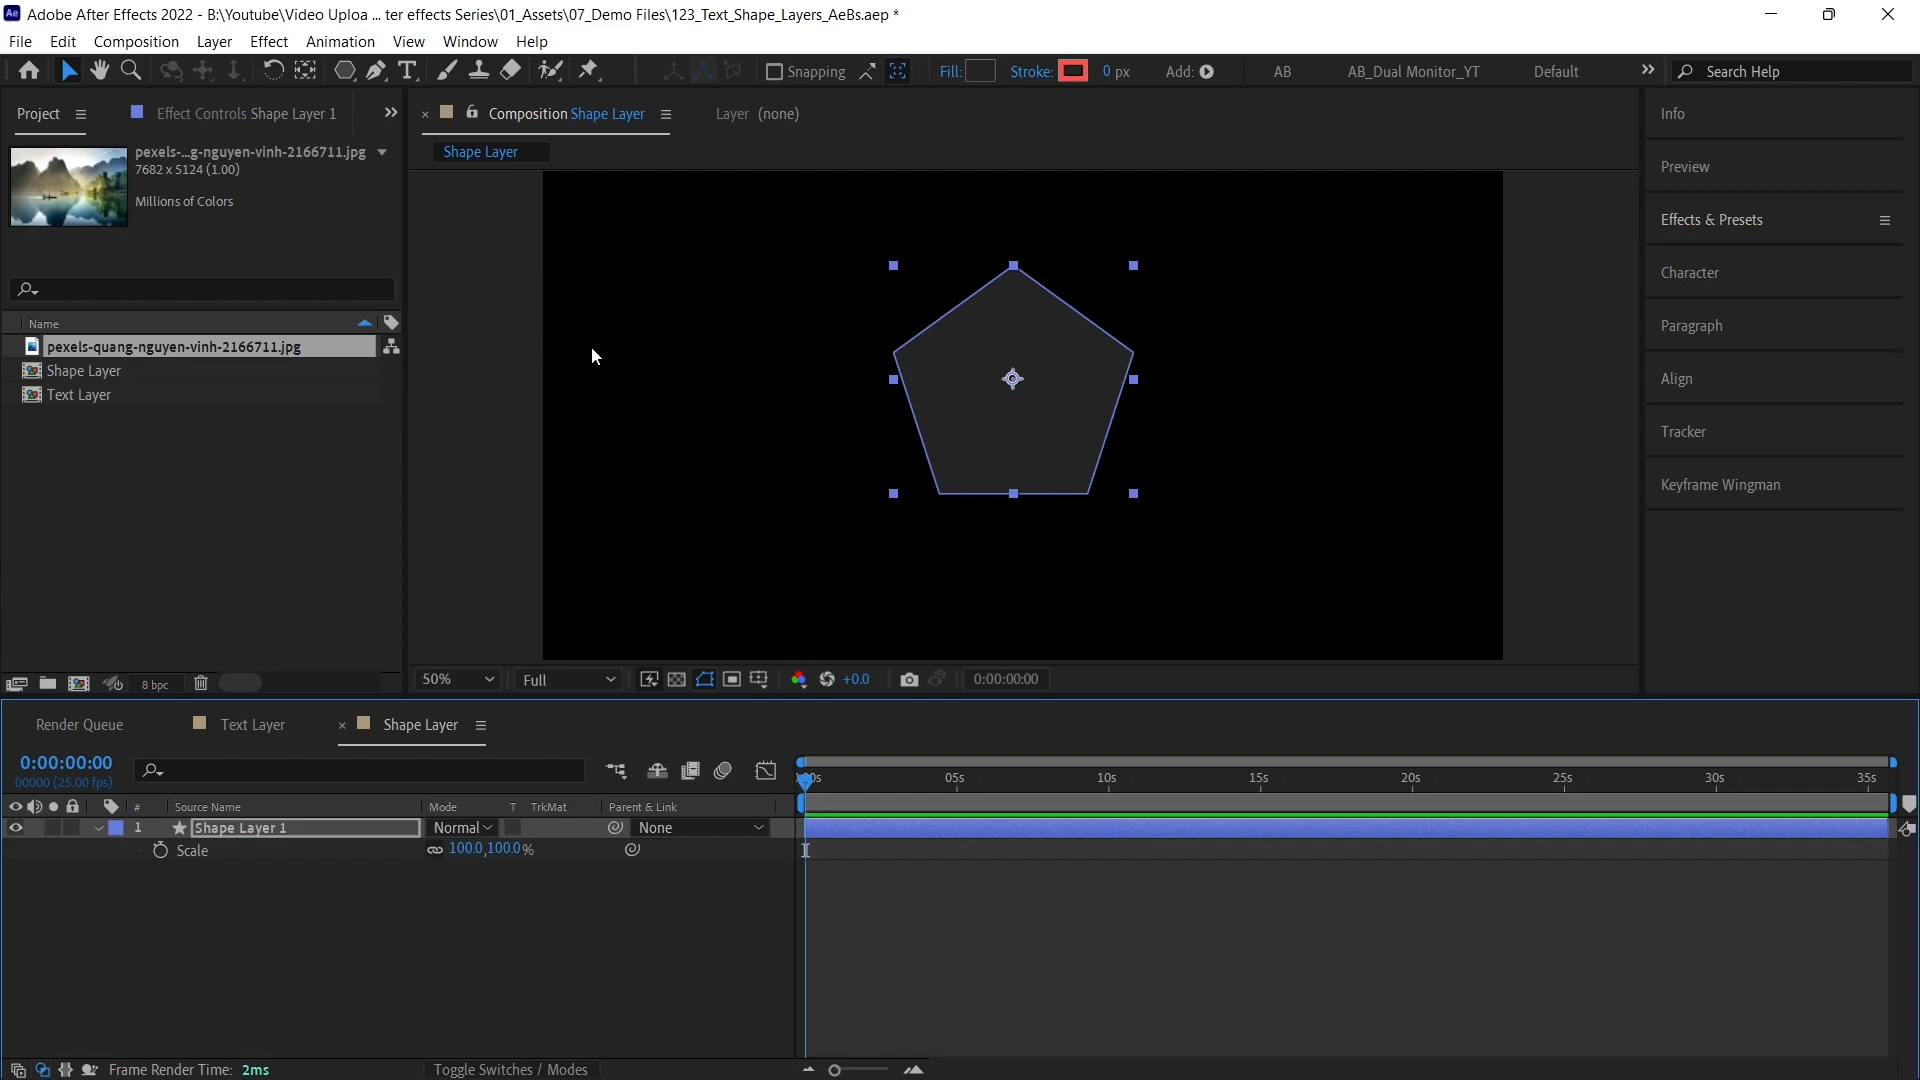 Adobe After Effects 2022 - B:\Youtube\Video Uploa ... ter effects Series\01_Assets\07_Demo Files\123_Text_Shape_Layers_AeBs.aep *
File Edit Composition Layer Effect Animation View Window Help
Snapping Fill: Stroke: 0 px Add: AB AB_Dual Monitor_YT Default Search Help
Project Effect Controls Shape Layer 1 Composition Shape Layer Layer (none) Info
Shape Layer
pexels-...g-nguyen-vinh-2166711.jpg
7682 x 5124 (1.00)
Millions of Colors
Preview
Effects & Presets
Character
Paragraph
Align
Tracker
Keyframe Wingman
Name
pexels-quang-nguyen-vinh-2166711.jpg
Shape Layer
Text Layer
8 bpc 50% Full +0.0 0:00:00:00
Render Queue Text Layer Shape Layer
0:00:00:00
00000 (25.00 fps)
05s 10s 15s 20s 25s 30s 35s
# Source Name Mode T TrkMat Parent & Link
1 Shape Layer 1 Normal None
Scale 100.0,100.0%
Frame Render Time: 2ms Toggle Switches / Modes